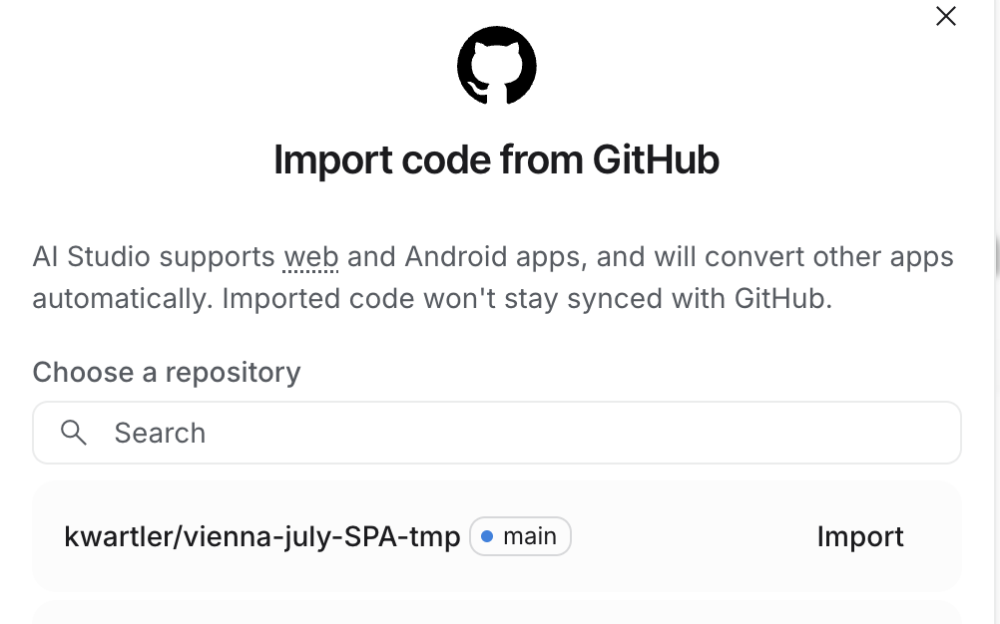 Import code from GitHub
AI Studio supports web and Android apps, and will convert other apps
automatically. Imported code won't stay synced with GitHub.
Choose a repository
Search
kwartler/vienna-july-SPA-tmp main Import